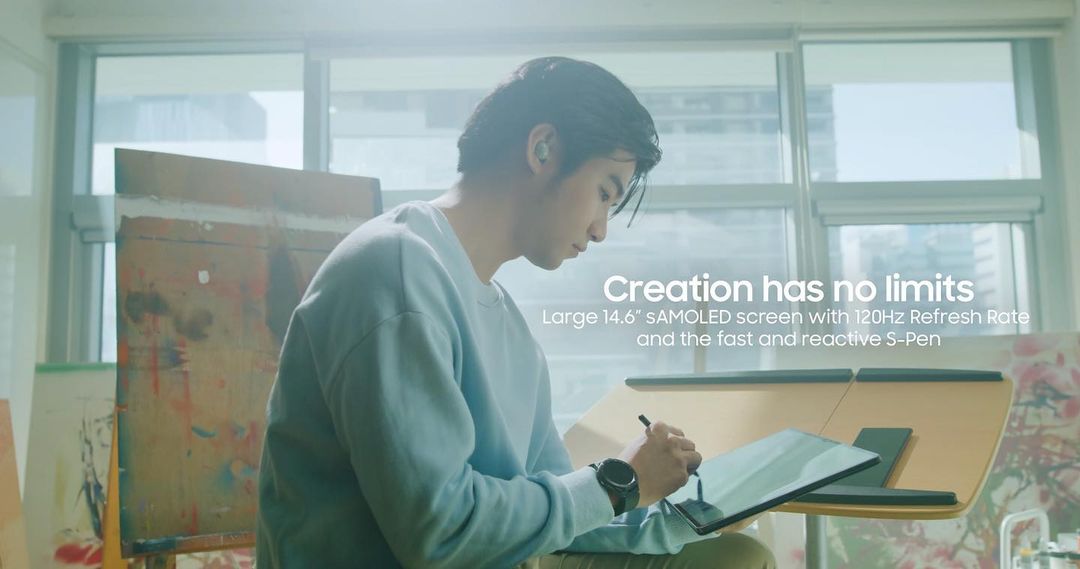 Creation has no limits
Large 14.6” sAMOLED screen with 120Hz Refresh Rate
and the fast and reactive S-Pen